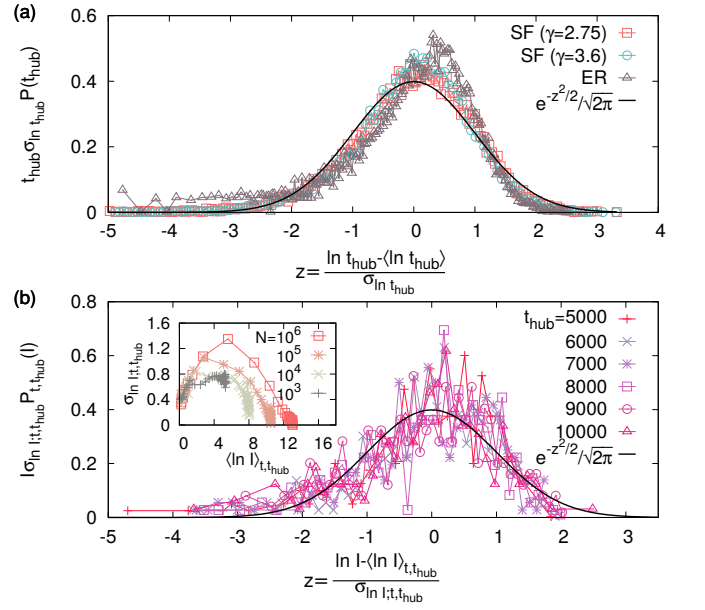 (a)
0.6
0.4
0.2
0
t_hub σ_ln t_hub P(t_hub)
SF (γ=2.75)
SF (γ=3.6)
ER
e^{-z²/2}/√2π
-5 -4 -3 -2 -1 0 1 2 3 4
z= ln t_hub-⟨ln t_hub⟩ / σ_ln t_hub
(b)
0.8
0.6
0.4
0.2
0
Iσ_ln I;t,t_hub P_t,t_hub(I)
1.6
1.2
0.8
0.4
0
σ_ln I;t,t_hub
N=10⁶
10⁵
10⁴
10³
0 4 8 12 16
⟨ln I⟩_t,t_hub
t_hub=5000
6000
7000
8000
9000
10000
e^{-z²/2}/√2π
-5 -4 -3 -2 -1 0 1 2 3
z= ln I-⟨ln I⟩_t,t_hub / σ_ln I;t,t_hub